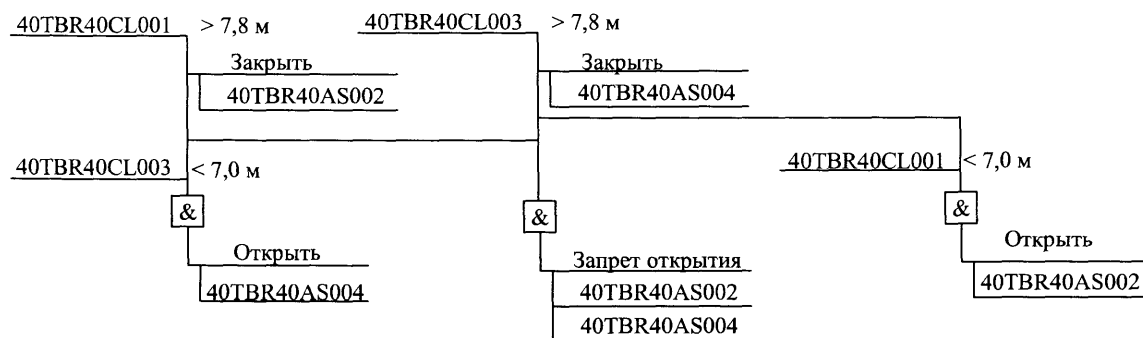 40TBR40CL001 > 7,8 м
Закрыть
40TBR40AS002
40TBR40CL003 < 7,0 м
&
Открыть
40TBR40AS004
40TBR40CL003 > 7,8 м
Закрыть
40TBR40AS004
&
Запрет открытия
40TBR40AS002
40TBR40AS004
40TBR40CL001 < 7,0 м
&
Открыть
40TBR40AS002